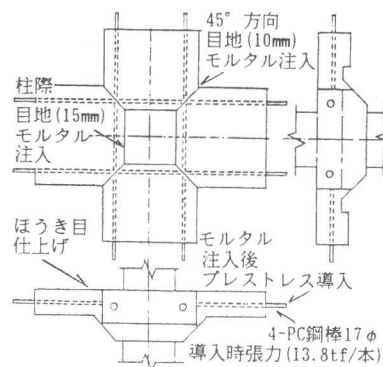 45°方向
目地(10mm)
モルタル注入
柱際
目地(15mm)
モルタル
注入
ほうき目
仕上げ
モルタル
注入後
プレストレス導入
4-PC鋼棒17φ
導入時張力(13.8tf/本)